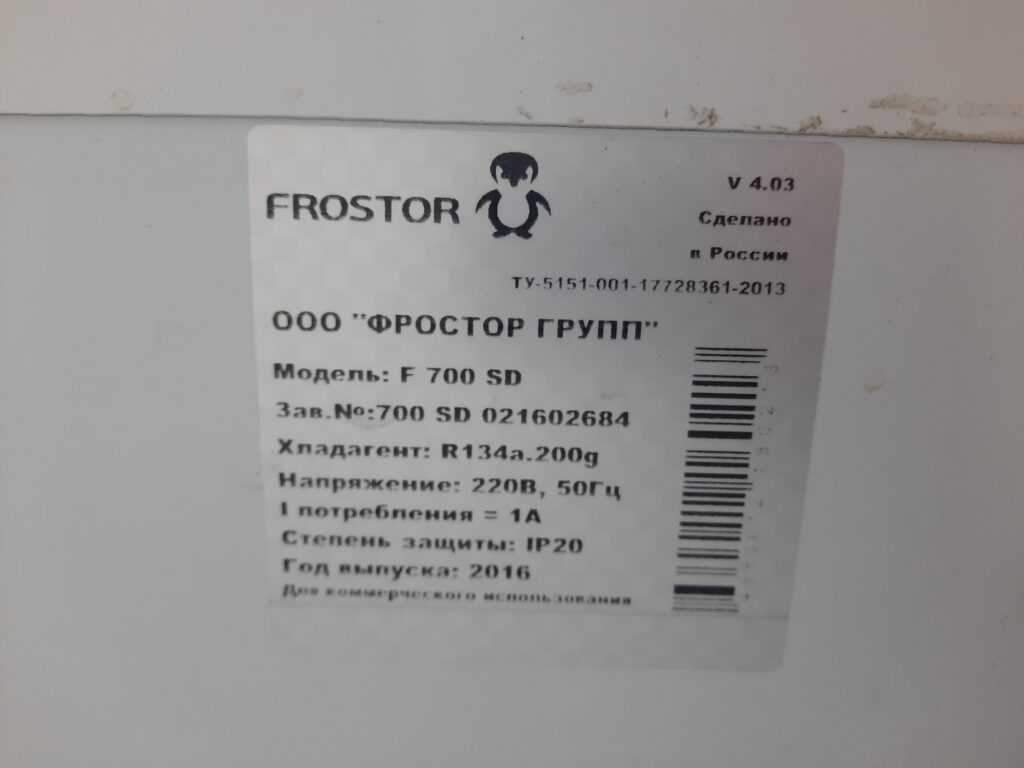 FROSTOR
V 4.03
Сделано
в России
ТУ-5151-001-17728361-2013
ООО "ФРОСТОР ГРУПП"
Модель: F 700 SD
Зав.№:700 SD 021602684
Хладагент: R134a.200g
Напряжение: 220В, 50Гц
I потребления = 1А
Степень защиты: IP20
Год выпуска: 2016
Для коммерческого использования